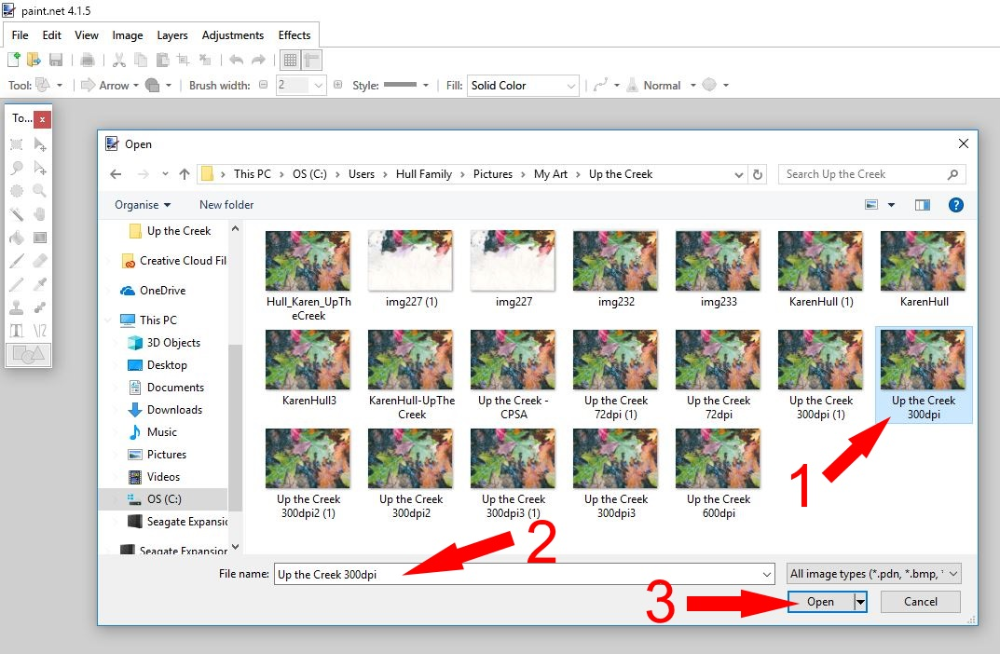 paint.net 4.1.5
File Edit View Image Layers Adjustments Effects
Tool: Arrow Brush width: 2 Style: Fill: Solid Color Normal
To... x
Open
This PC > OS (C:) > Users > Hull Family > Pictures > My Art > Up the Creek
Search Up the Creek
Organise New folder
Up the Creek
Creative Cloud Fil
OneDrive
This PC
3D Objects
Desktop
Documents
Downloads
Music
Pictures
Videos
OS (C:)
Seagate Expansio
Seagate Expansion
Hull_Karen_UpTh
eCreek
img227 (1)
img227
img232
img233
KarenHull (1)
KarenHull
KarenHull3
KarenHull-UpThe
Creek
Up the Creek -
CPSA
Up the Creek
72dpi (1)
Up the Creek
72dpi
Up the Creek
300dpi (1)
Up the Creek
300dpi
Up the Creek
300dpi2 (1)
Up the Creek
300dpi2
Up the Creek
300dpi3 (1)
Up the Creek
300dpi3
Up the Creek
600dpi
1
2
File name: Up the Creek 300dpi
All image types (*.pdn, *.bmp, *
3
Open Cancel